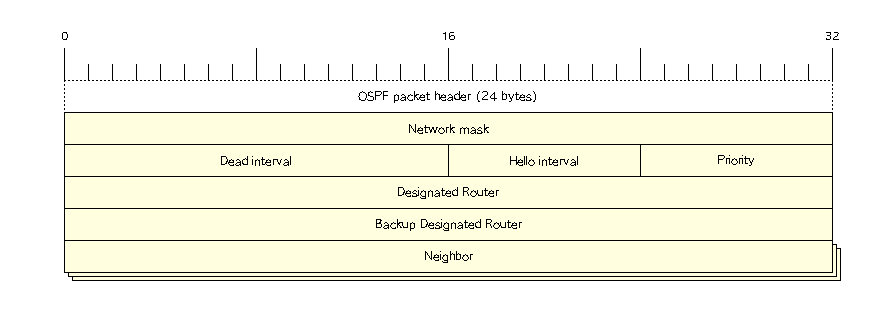 0 16 32
OSPF packet header (24 bytes)
Network mask
Dead interval Hello interval Priority
Designated Router
Backup Designated Router
Neighbor